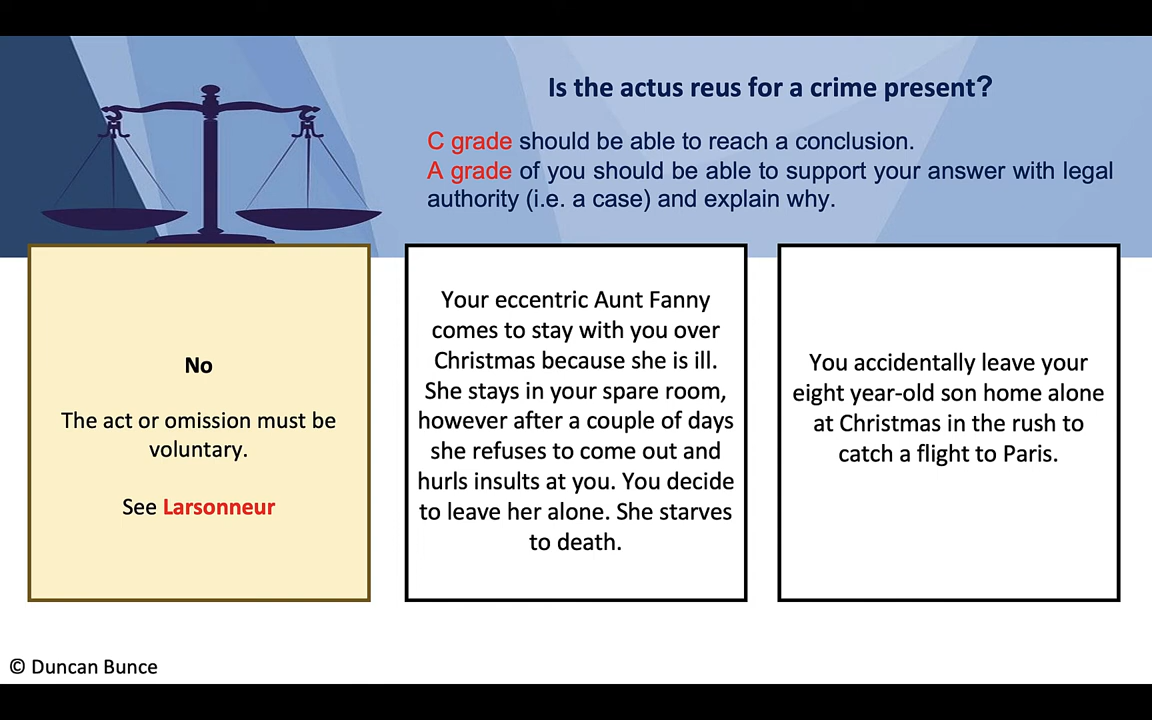 Is the actus reus for a crime present?
C grade should be able to reach a conclusion.
A grade of you should be able to support your answer with legal
authority (i.e. a case) and explain why.
No
The act or omission must be
voluntary.
See Larsonneur
Your eccentric Aunt Fanny
comes to stay with you over
Christmas because she is ill.
She stays in your spare room,
however after a couple of days
she refuses to come out and
hurls insults at you. You decide
to leave her alone. She starves
to death.
You accidentally leave your
eight year-old son home alone
at Christmas in the rush to
catch a flight to Paris.
© Duncan Bunce